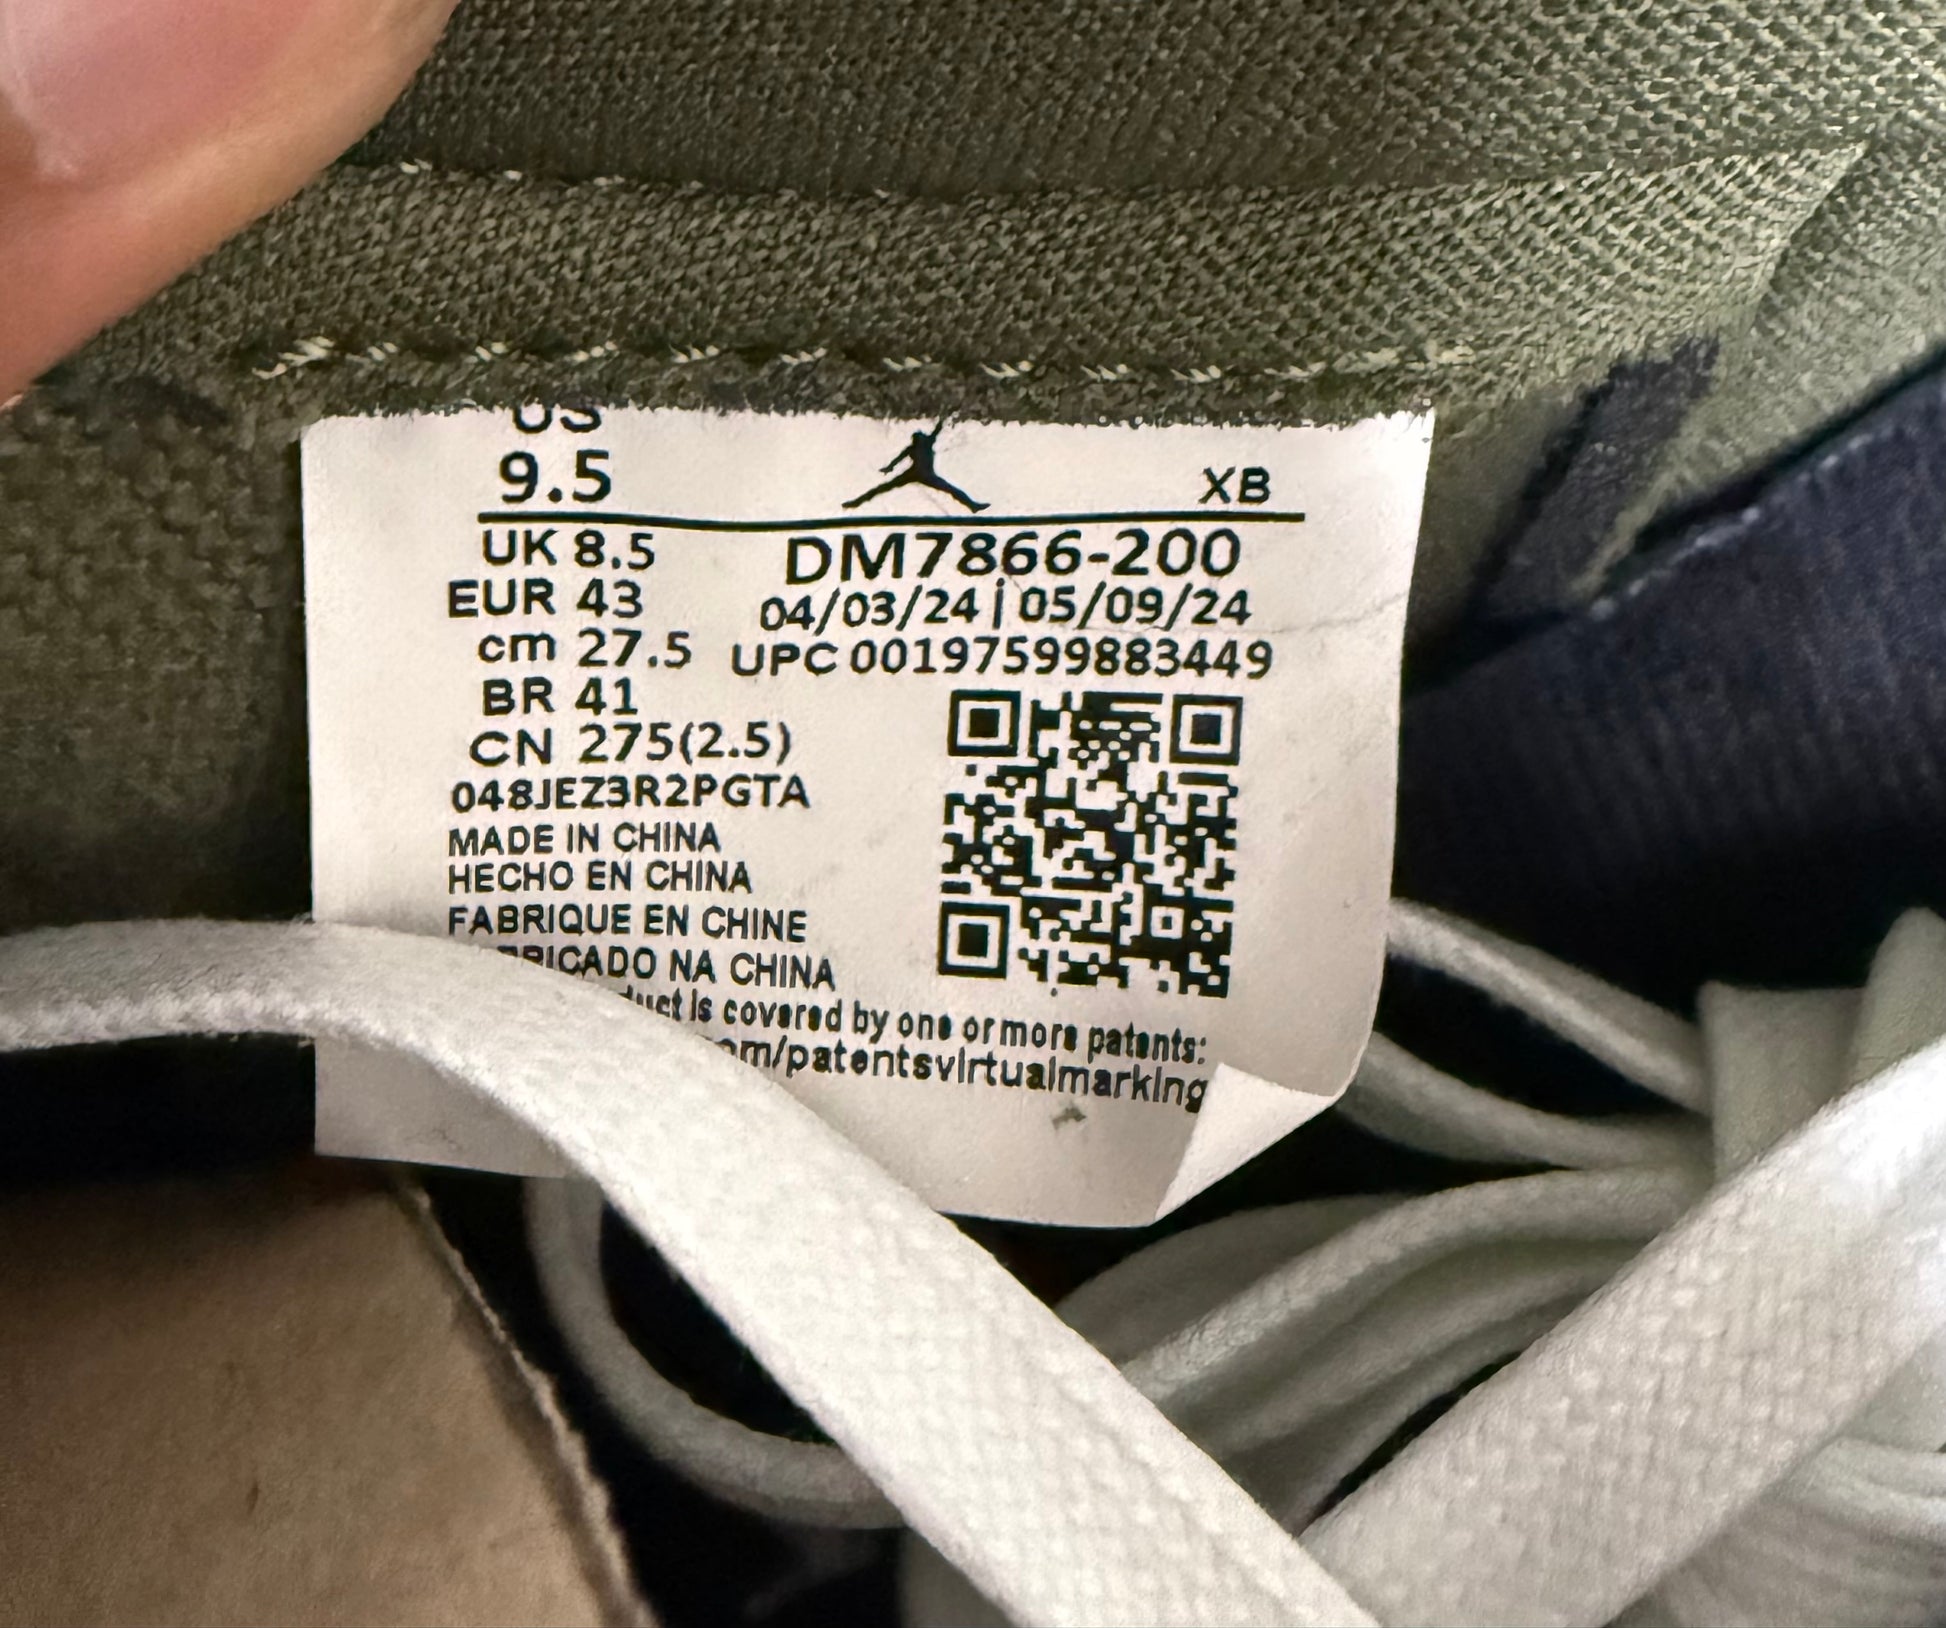 US
9.5
XB
UK 8.5
EUR 43
cm 27.5
BR 41
CN 275(2.5)
DM7866-200
04/03/24 | 05/09/24
UPC 00197599883449
048JEZ3R2PGTA
MADE IN CHINA
HECHO EN CHINA
FABRIQUE EN CHINE
NA CHINA
is covered by one or more patents:
/patentsvirtualmarking